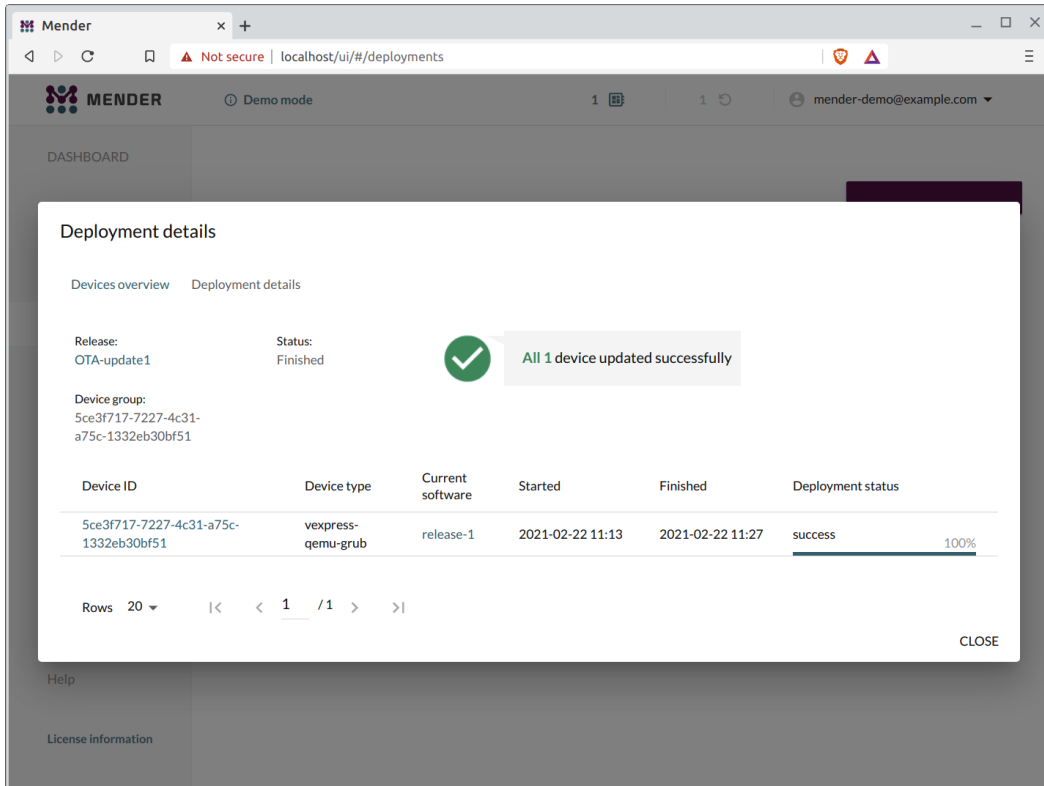 Mender
Not secure localhost/ui/#/deployments
MENDER
Demo mode
1
1
mender-demo@example.com
DASHBOARD
Deployment details
Devices overview Deployment details
Release:
OTA-update1
Status:
Finished
All 1 device updated successfully
Device group:
5ce3f717-7227-4c31-
a75c-1332eb30bf51
Device ID
Device type
Current
software
Started
Finished
Deployment status
5ce3f717-7227-4c31-a75c-
1332eb30bf51
vexpress-
qemu-grub
release-1
2021-02-22 11:13
2021-02-22 11:27
success
100%
Rows 20
1 / 1
CLOSE
Help
License information